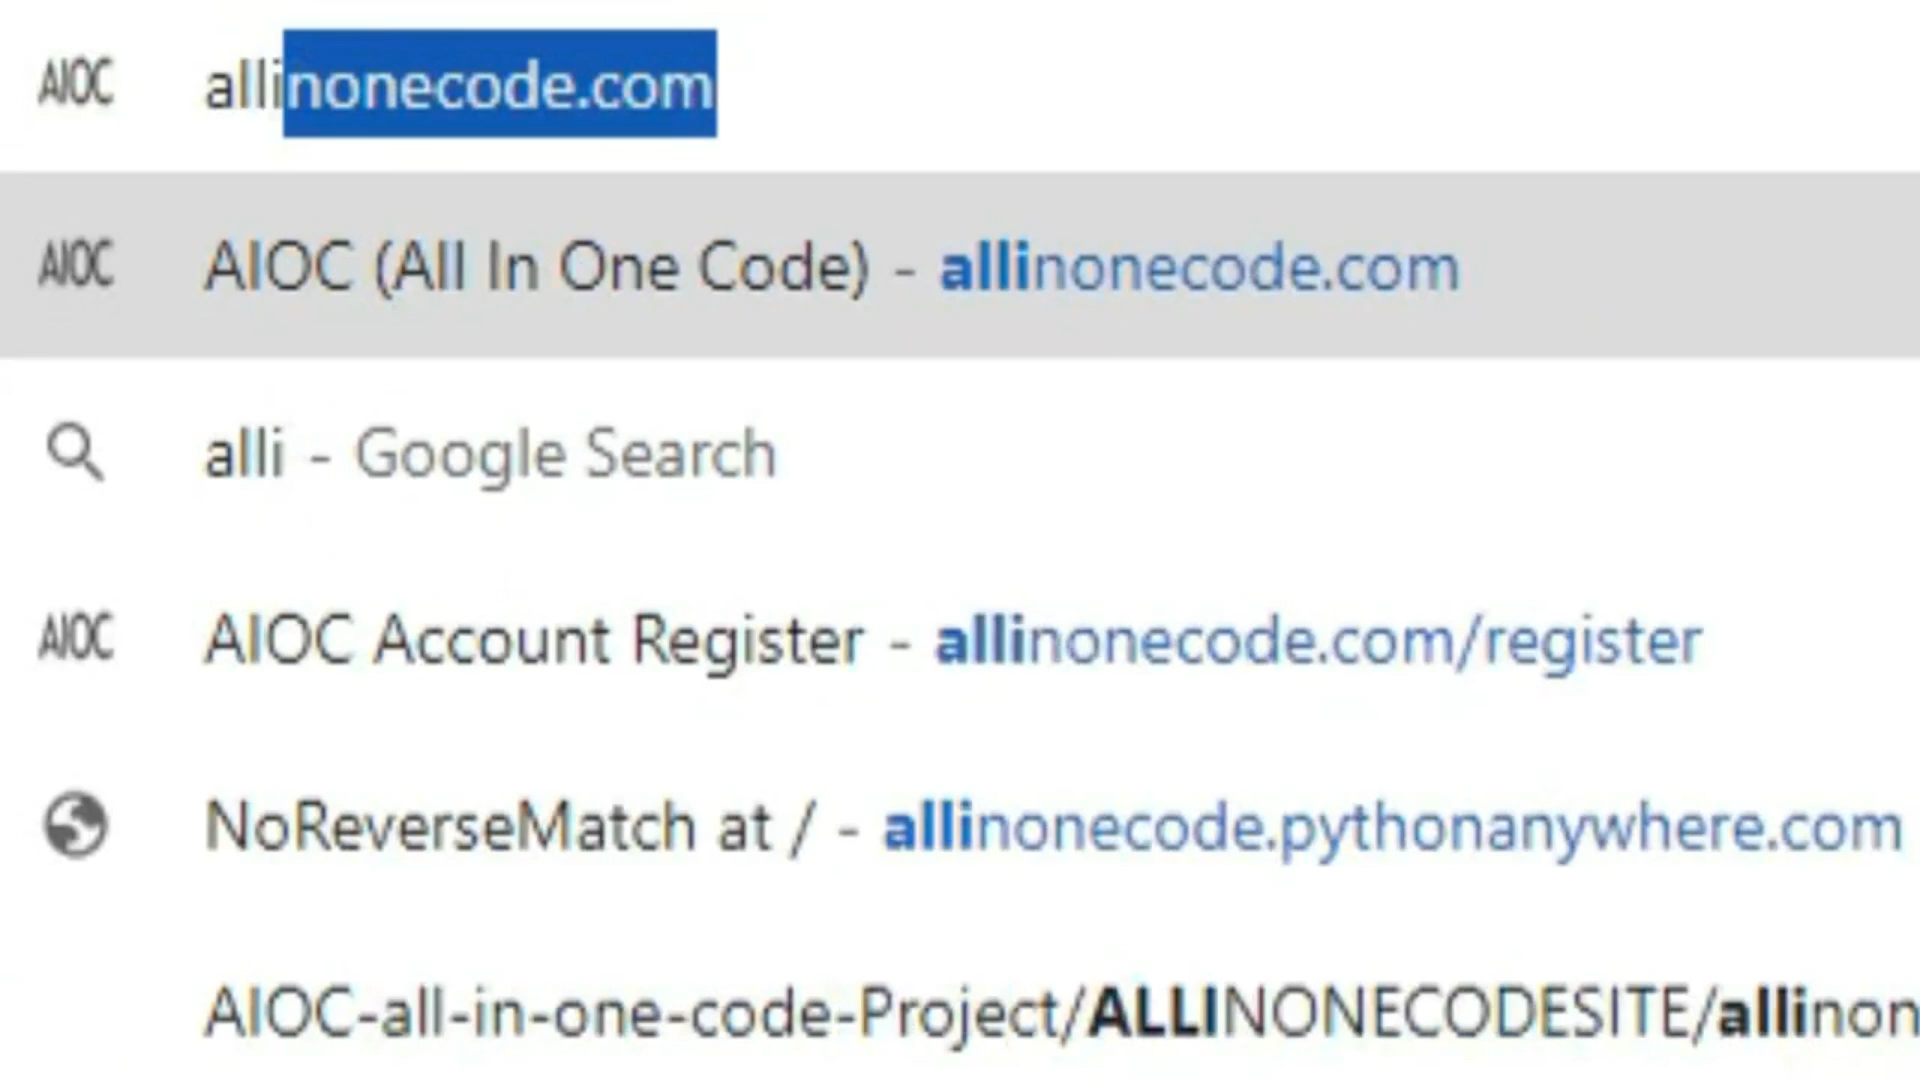 AIOC allinonecode.com
AIOC AIOC (All In One Code) - allinonecode.com
alli - Google Search
AIOC AIOC Account Register - allinonecode.com/register
NoReverseMatch at / - allinonecode.pythonanywhere.com
AIOC-all-in-one-code-Project/ALLINONECODESITE/allinon